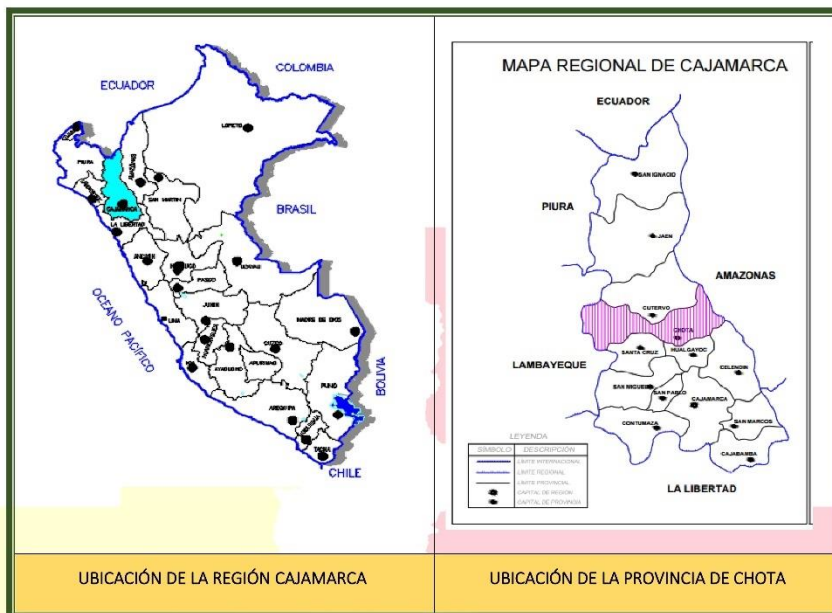 COLOMBIA
ECUADOR
LORETO
PIURA
AMAZONAS
SAN MARTIN
CAJAMARCA
LA LIBERTAD
BRASIL
ANCASH
HUANUCO
UCAYALI
PASCO
JUNIN
LIMA
MADRE DE DIOS
CUSCO
ICA
AYACUCHO
APURIMAC
PUNO
AREQUIPA
TACNA
OCEANO PACÍFICO
BOLIVIA
CHILE
UBICACIÓN DE LA REGIÓN CAJAMARCA
MAPA REGIONAL DE CAJAMARCA
ECUADOR
SAN IGNACIO
PIURA
JAEN
AMAZONAS
CUTERVO
CHOTA
SANTA CRUZ
HUALGAYOC
LAMBAYEQUE
CELENDIN
SAN MIGUEL
SAN PABLO
CAJAMARCA
CONTUMAZA
SAN MARCOS
CAJABAMBA
LA LIBERTAD
LEYENDA
SIMBOLO DESCRIPCIÓN
LIMITE INTERNACIONAL
LIMITE REGIONAL
LIMITE PROVINCIAL
CAPITAL DE REGIÓN
CAPITAL DE PROVINCIA
UBICACIÓN DE LA PROVINCIA DE CHOTA